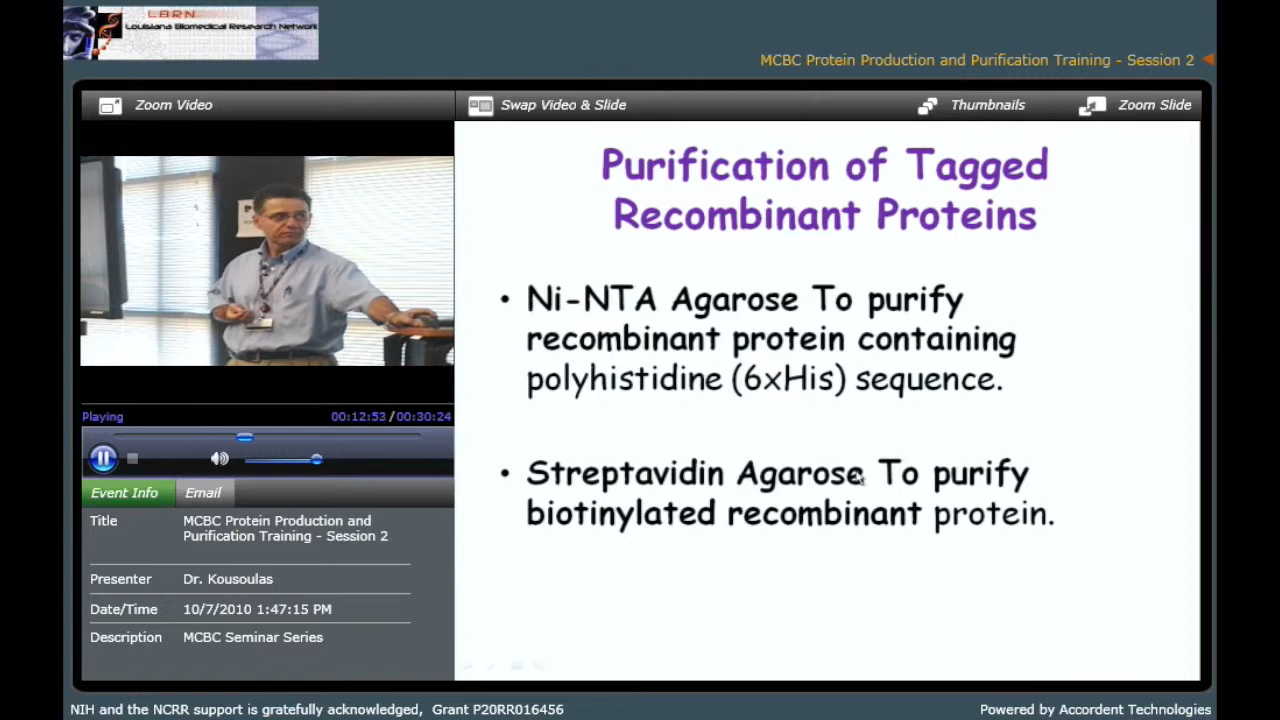 LBRN
Louisiana Biomedical Research Network
MCBC Protein Production and Purification Training - Session 2
Zoom Video
Swap Video & Slide
Thumbnails
Zoom Slide
Purification of Tagged
Recombinant Proteins
• Ni-NTA Agarose To purify
recombinant protein containing
polyhistidine (6xHis) sequence.
• Streptavidin Agarose To purify
biotinylated recombinant protein.
Playing 00:12:53 / 00:30:24
Event Info Email
Title MCBC Protein Production and
Purification Training - Session 2
Presenter Dr. Kousoulas
Date/Time 10/7/2010 1:47:15 PM
Description MCBC Seminar Series
NIH and the NCRR support is gratefully acknowledged, Grant P20RR016456
Powered by Accordent Technologies